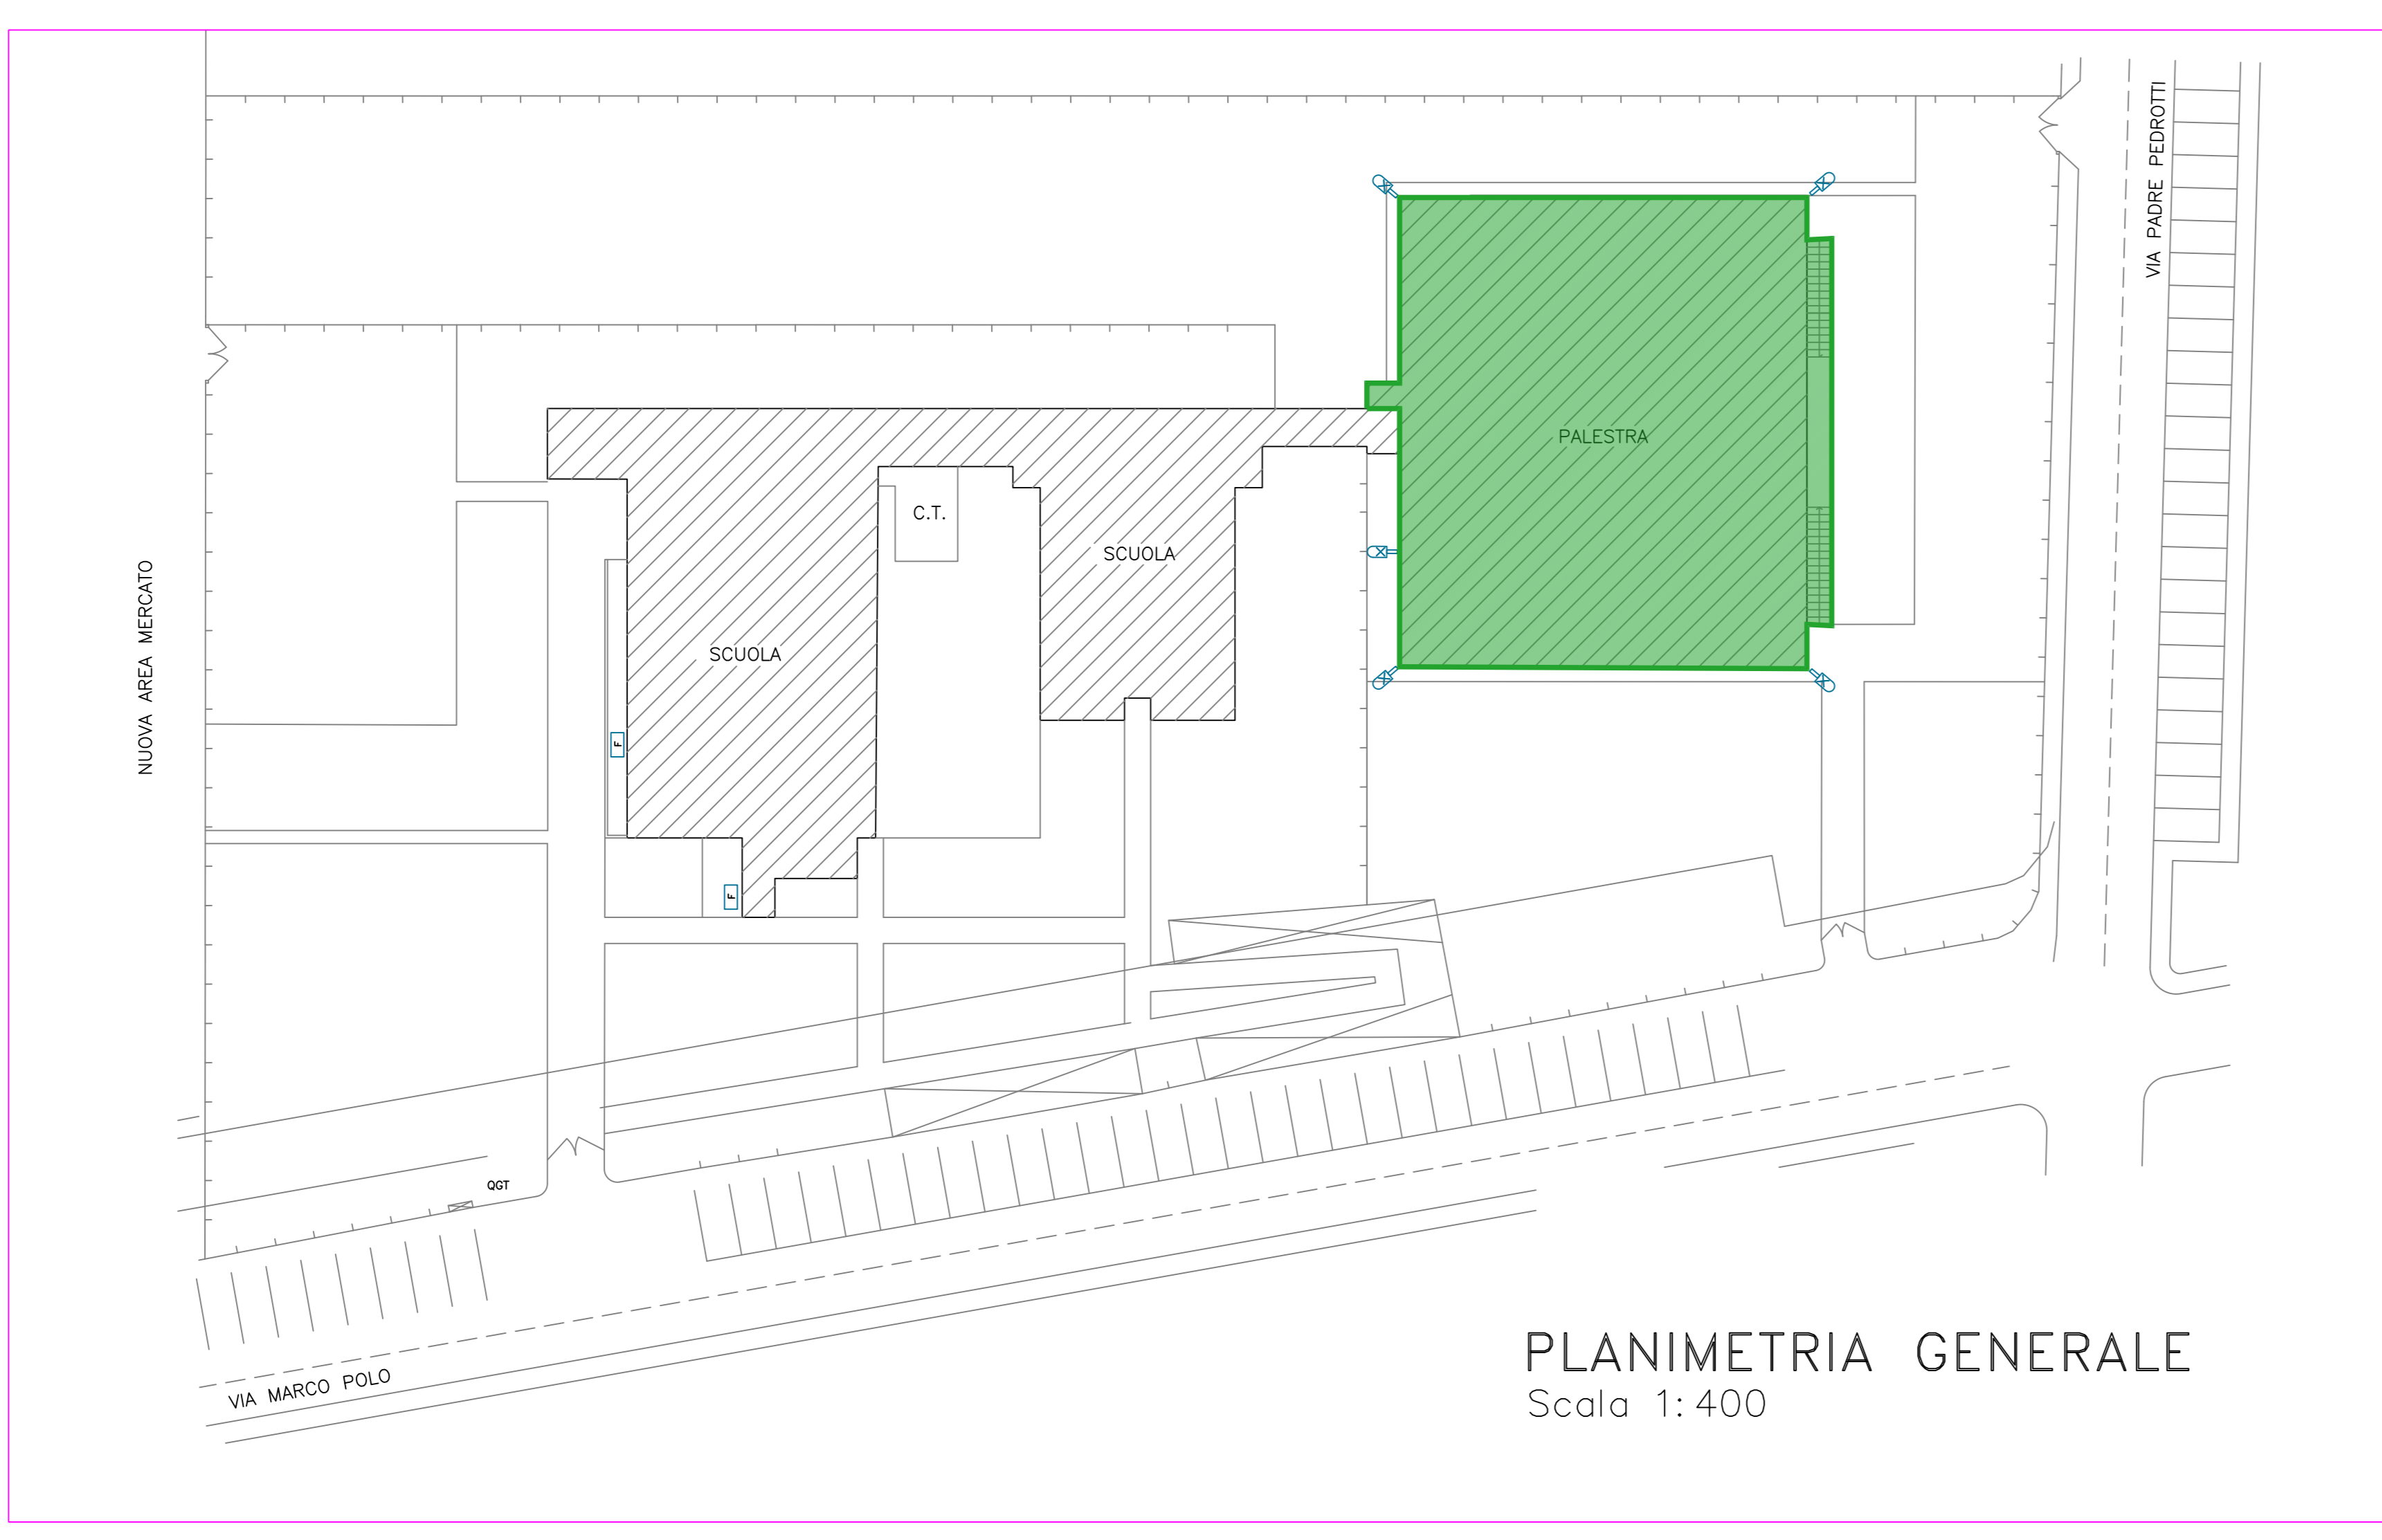 VIA PADRE PEDROTTI
PALESTRA
C.T.
SCUOLA
SCUOLA
NUOVA AREA MERCATO
F
F
QGT
VIA MARCO POLO
PLANIMETRIA GENERALE
Scala 1:400